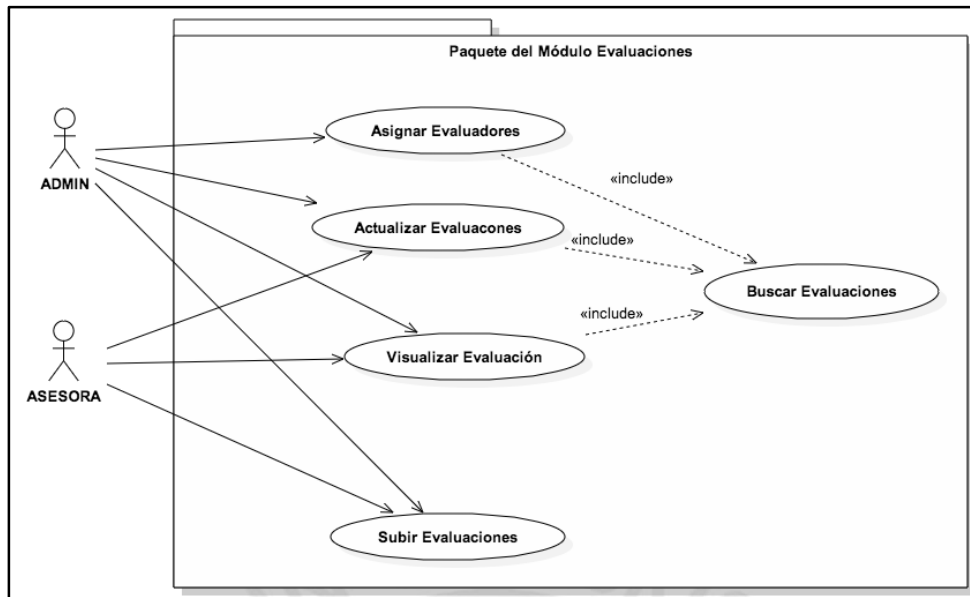 Paquete del Módulo Evaluaciones
Asignar Evaluadores
«include»
ADMIN
Actualizar Evaluacones
«include»
Buscar Evaluaciones
«include»
Visualizar Evaluación
ASESORA
Subir Evaluaciones